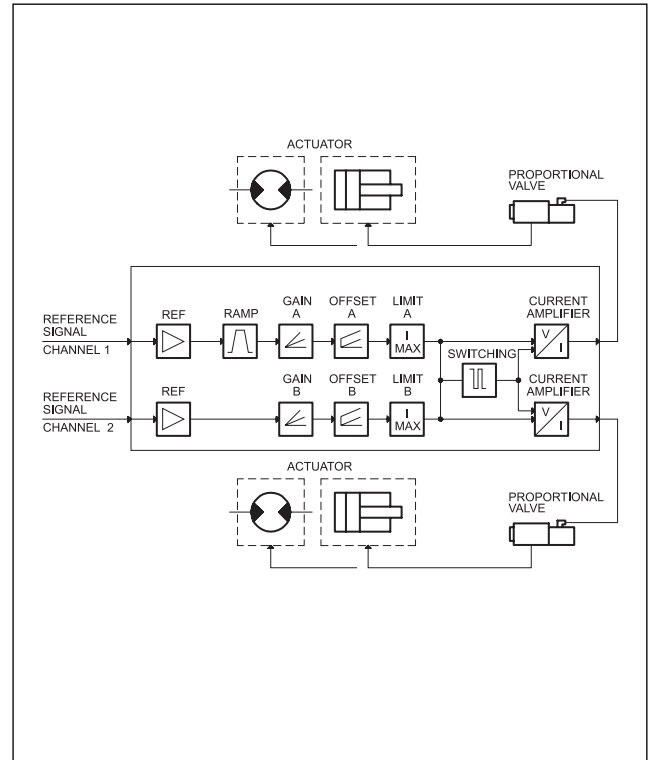 ACTUATOR
PROPORTIONAL
VALVE
REFERENCE
SIGNAL
CHANNEL 1
REF
RAMP
GAIN
A
OFFSET
A
LIMIT
A
I
MAX
CURRENT
AMPLIFIER
V
I
SWITCHING
REFERENCE
SIGNAL
CHANNEL 2
REF
GAIN
B
OFFSET
B
LIMIT
B
I
MAX
CURRENT
AMPLIFIER
V
I
ACTUATOR
PROPORTIONAL
VALVE